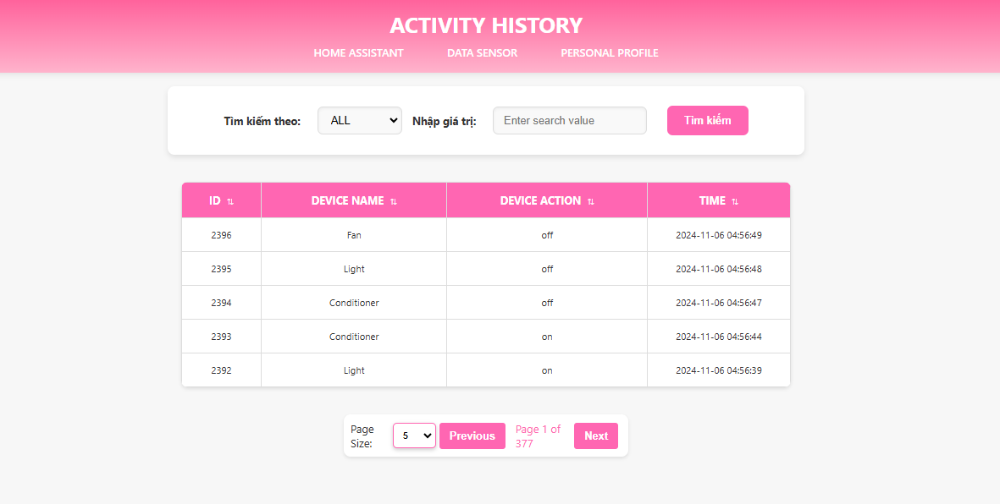 ACTIVITY HISTORY
HOME ASSISTANT DATA SENSOR PERSONAL PROFILE
Tìm kiếm theo: ALL Nhập giá trị: Enter search value Tìm kiếm
ID ⇅ DEVICE NAME ⇅ DEVICE ACTION ⇅ TIME ⇅
2396 Fan off 2024-11-06 04:56:49
2395 Light off 2024-11-06 04:56:48
2394 Conditioner off 2024-11-06 04:56:47
2393 Conditioner on 2024-11-06 04:56:44
2392 Light on 2024-11-06 04:56:39
Page Size: 5 Previous Page 1 of 377 Next